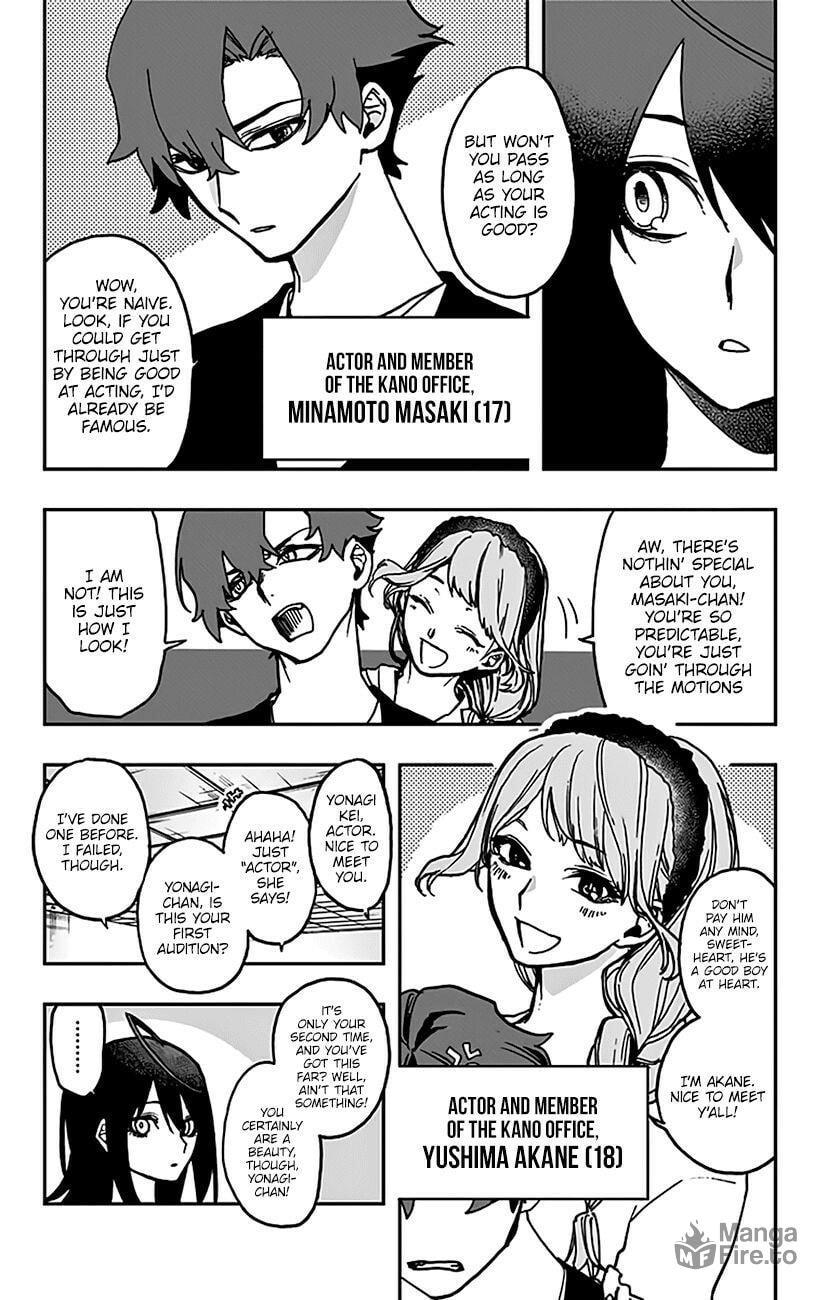 BUT WON'T
YOU PASS
AS LONG
AS YOUR
ACTING IS
GOOD?
WOW,
YOU'RE NAIVE.
LOOK, IF YOU
COULD GET
THROUGH JUST
BY BEING GOOD
AT ACTING, I'D
ALREADY BE
FAMOUS.
ACTOR AND MEMBER
OF THE KANO OFFICE,
MINAMOTO MASAKI (17)
AW, THERE'S
NOTHIN' SPECIAL
ABOUT YOU,
MASAKI-CHAN!
YOU'RE SO
PREDICTABLE,
YOU'RE JUST
GOIN' THROUGH
THE MOTIONS
I AM
NOT! THIS
IS JUST
HOW I
LOOK!
DON'T
PAY HIM
ANY MIND,
SWEET-
HEART, HE'S
A GOOD BOY
AT HEART.
I'M AKANE.
NICE TO MEET
Y'ALL!
ACTOR AND MEMBER
OF THE KANO OFFICE,
YUSHIMA AKANE (18)
YONAGI
KEI,
ACTOR.
NICE TO
MEET
YOU.
AHAHA!
JUST
"ACTOR",
SHE
SAYS!
YONAGI-
CHAN, IS
THIS YOUR
FIRST
AUDITION?
I'VE DONE
ONE BEFORE.
I FAILED,
THOUGH.
IT'S
ONLY YOUR
SECOND TIME,
AND YOU'VE
GOT THIS
FAR? WELL,
AIN'T THAT
SOMETHING!
YOU
CERTAINLY
ARE A
BEAUTY,
THOUGH,
YONAGI-
CHAN!
.........
Manga
Fire.to
MF